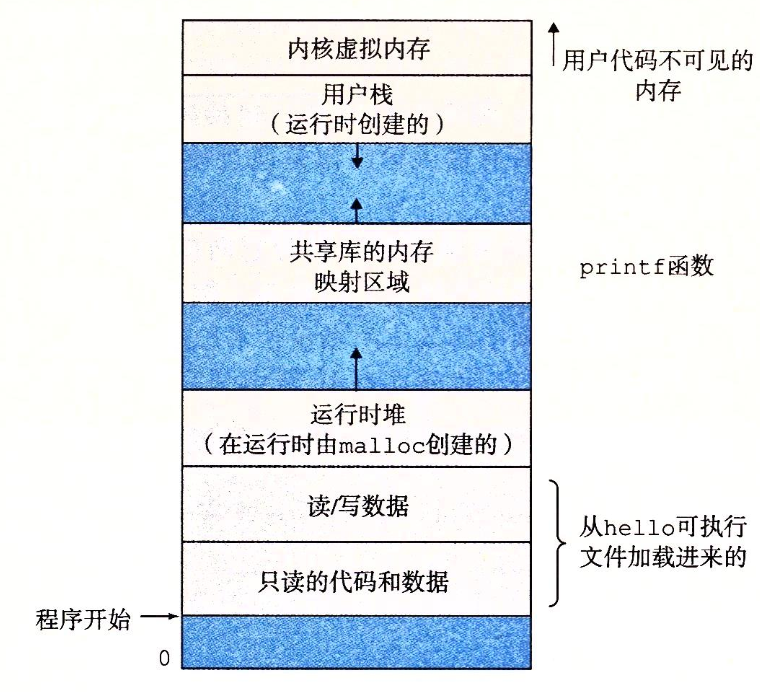 内核虚拟内存
用户代码不可见的
内存
用户栈
（运行时创建的）
共享库的内存
映射区域
printf函数
运行时堆
（在运行时由malloc创建的）
读/写数据
从hello可执行
文件加载进来的
只读的代码和数据
程序开始
0